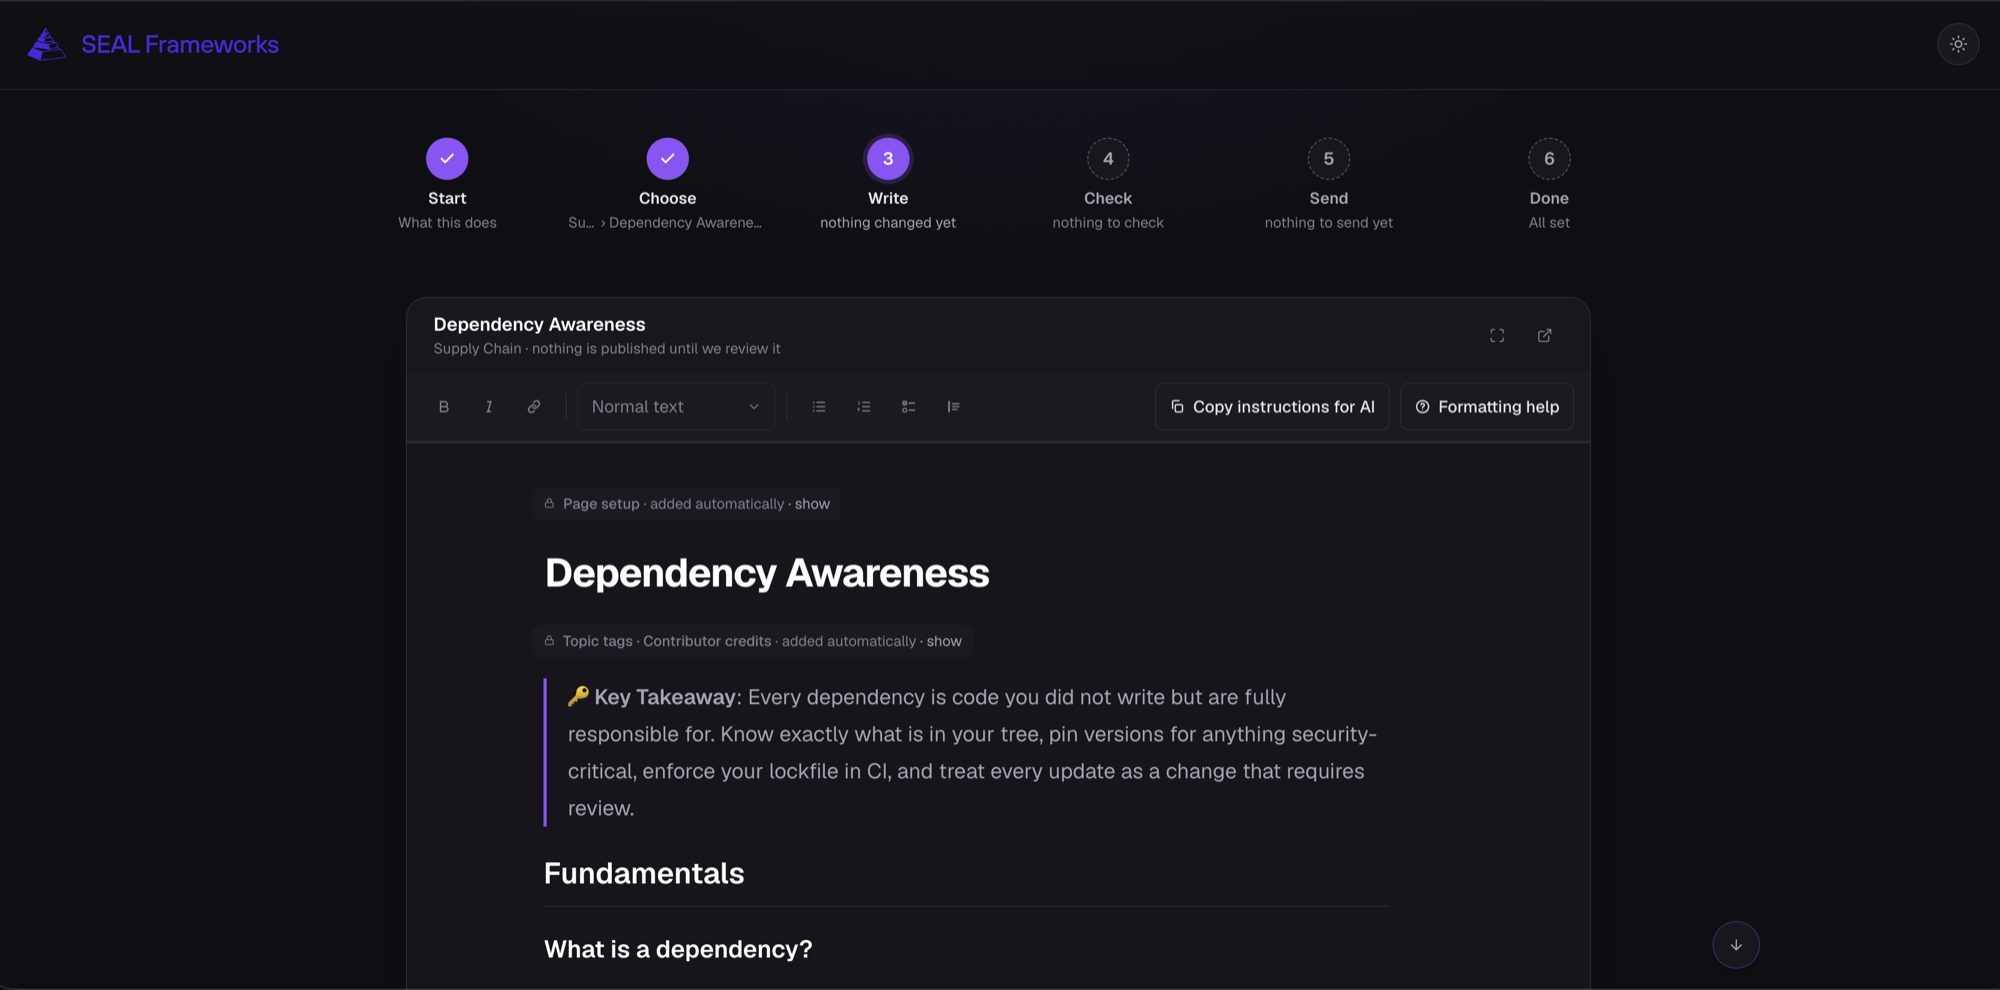 SEAL Frameworks
Start
What this does
Choose
Su... › Dependency Awarene...
3
Write
nothing changed yet
4
Check
nothing to check
5
Send
nothing to send yet
6
Done
All set
Dependency Awareness
Supply Chain · nothing is published until we review it
B I
Normal text
Copy instructions for AI
Formatting help
Page setup · added automatically · show
Dependency Awareness
Topic tags · Contributor credits · added automatically · show
🔑 Key Takeaway: Every dependency is code you did not write but are fully
responsible for. Know exactly what is in your tree, pin versions for anything security-
critical, enforce your lockfile in CI, and treat every update as a change that requires
review.
Fundamentals
What is a dependency?